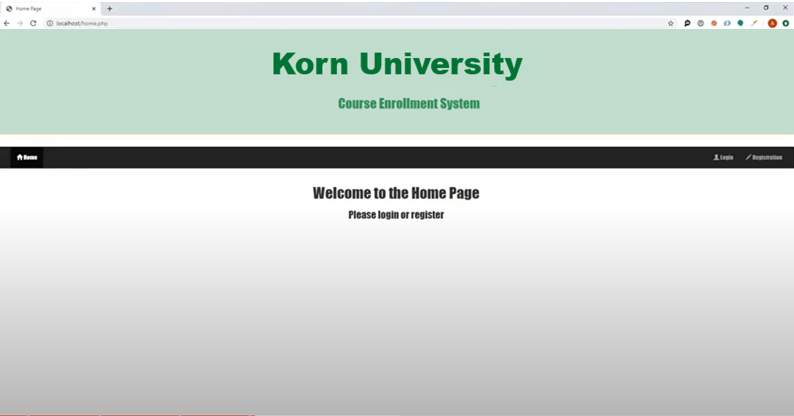 Home Page
localhost/home.php
A
Korn University
Course Enrollment System
Home
Login
Registration
Welcome to the Home Page
Please login or register